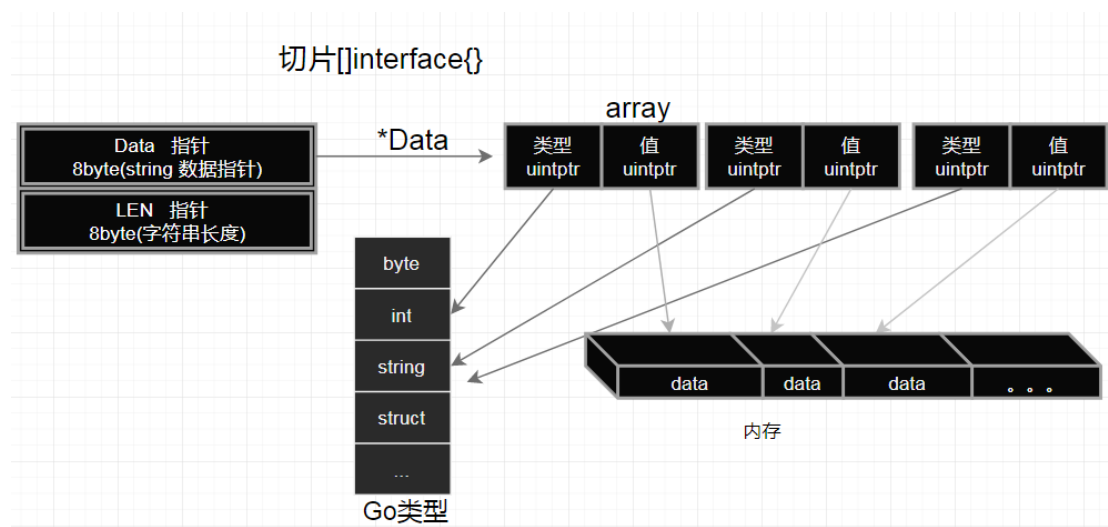 切片[]interface{}
array
Data 指针
8byte(string 数据指针)
*Data
类型
uintptr
值
uintptr
类型
uintptr
值
uintptr
类型
uintptr
值
uintptr
LEN 指针
8byte(字符串长度)
byte
int
string
struct
...
Go类型
data
data
data
。。。
内存